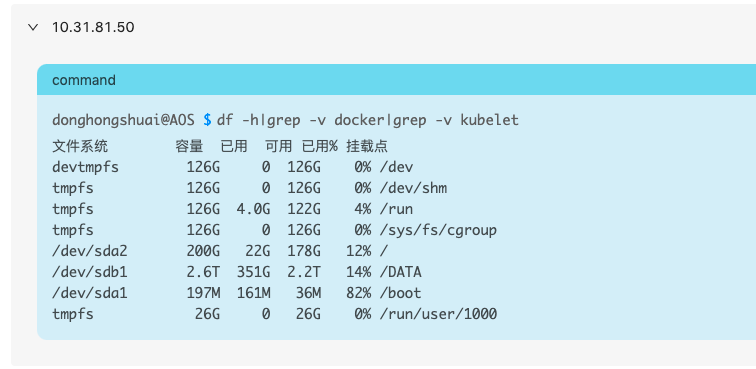 10.31.81.50
command
donghongshuai@AOS $ df -h|grep -v docker|grep -v kubelet
文件系统 容量 已用 可用 已用% 挂载点
devtmpfs 126G 0 126G 0% /dev
tmpfs 126G 0 126G 0% /dev/shm
tmpfs 126G 4.0G 122G 4% /run
tmpfs 126G 0 126G 0% /sys/fs/cgroup
/dev/sda2 200G 22G 178G 12% /
/dev/sdb1 2.6T 351G 2.2T 14% /DATA
/dev/sda1 197M 161M 36M 82% /boot
tmpfs 26G 0 26G 0% /run/user/1000